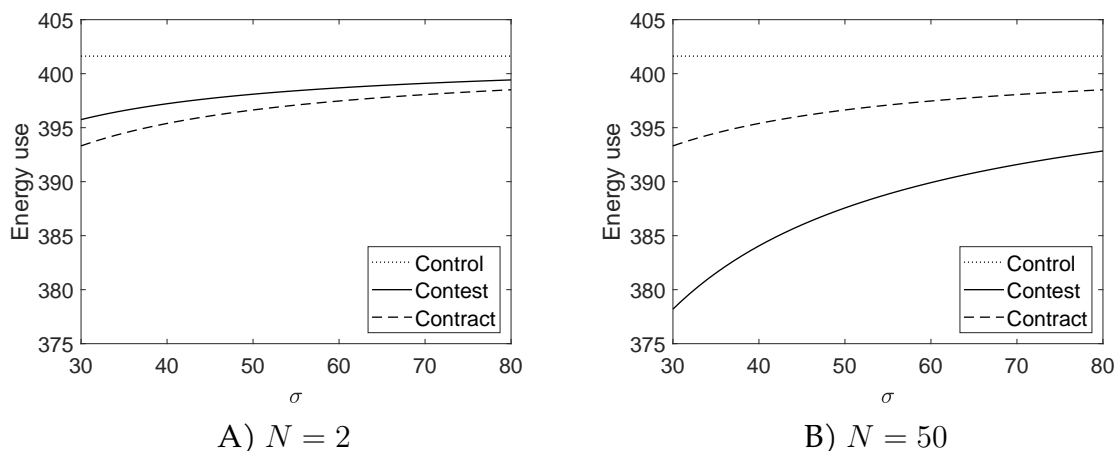 405
400
395
390
385
380
375
Energy use
Control
Contest
Contract
30 40 50 60 70 80
σ
A) N = 2
405
400
395
390
385
380
375
Energy use
Control
Contest
Contract
30 40 50 60 70 80
σ
B) N = 50